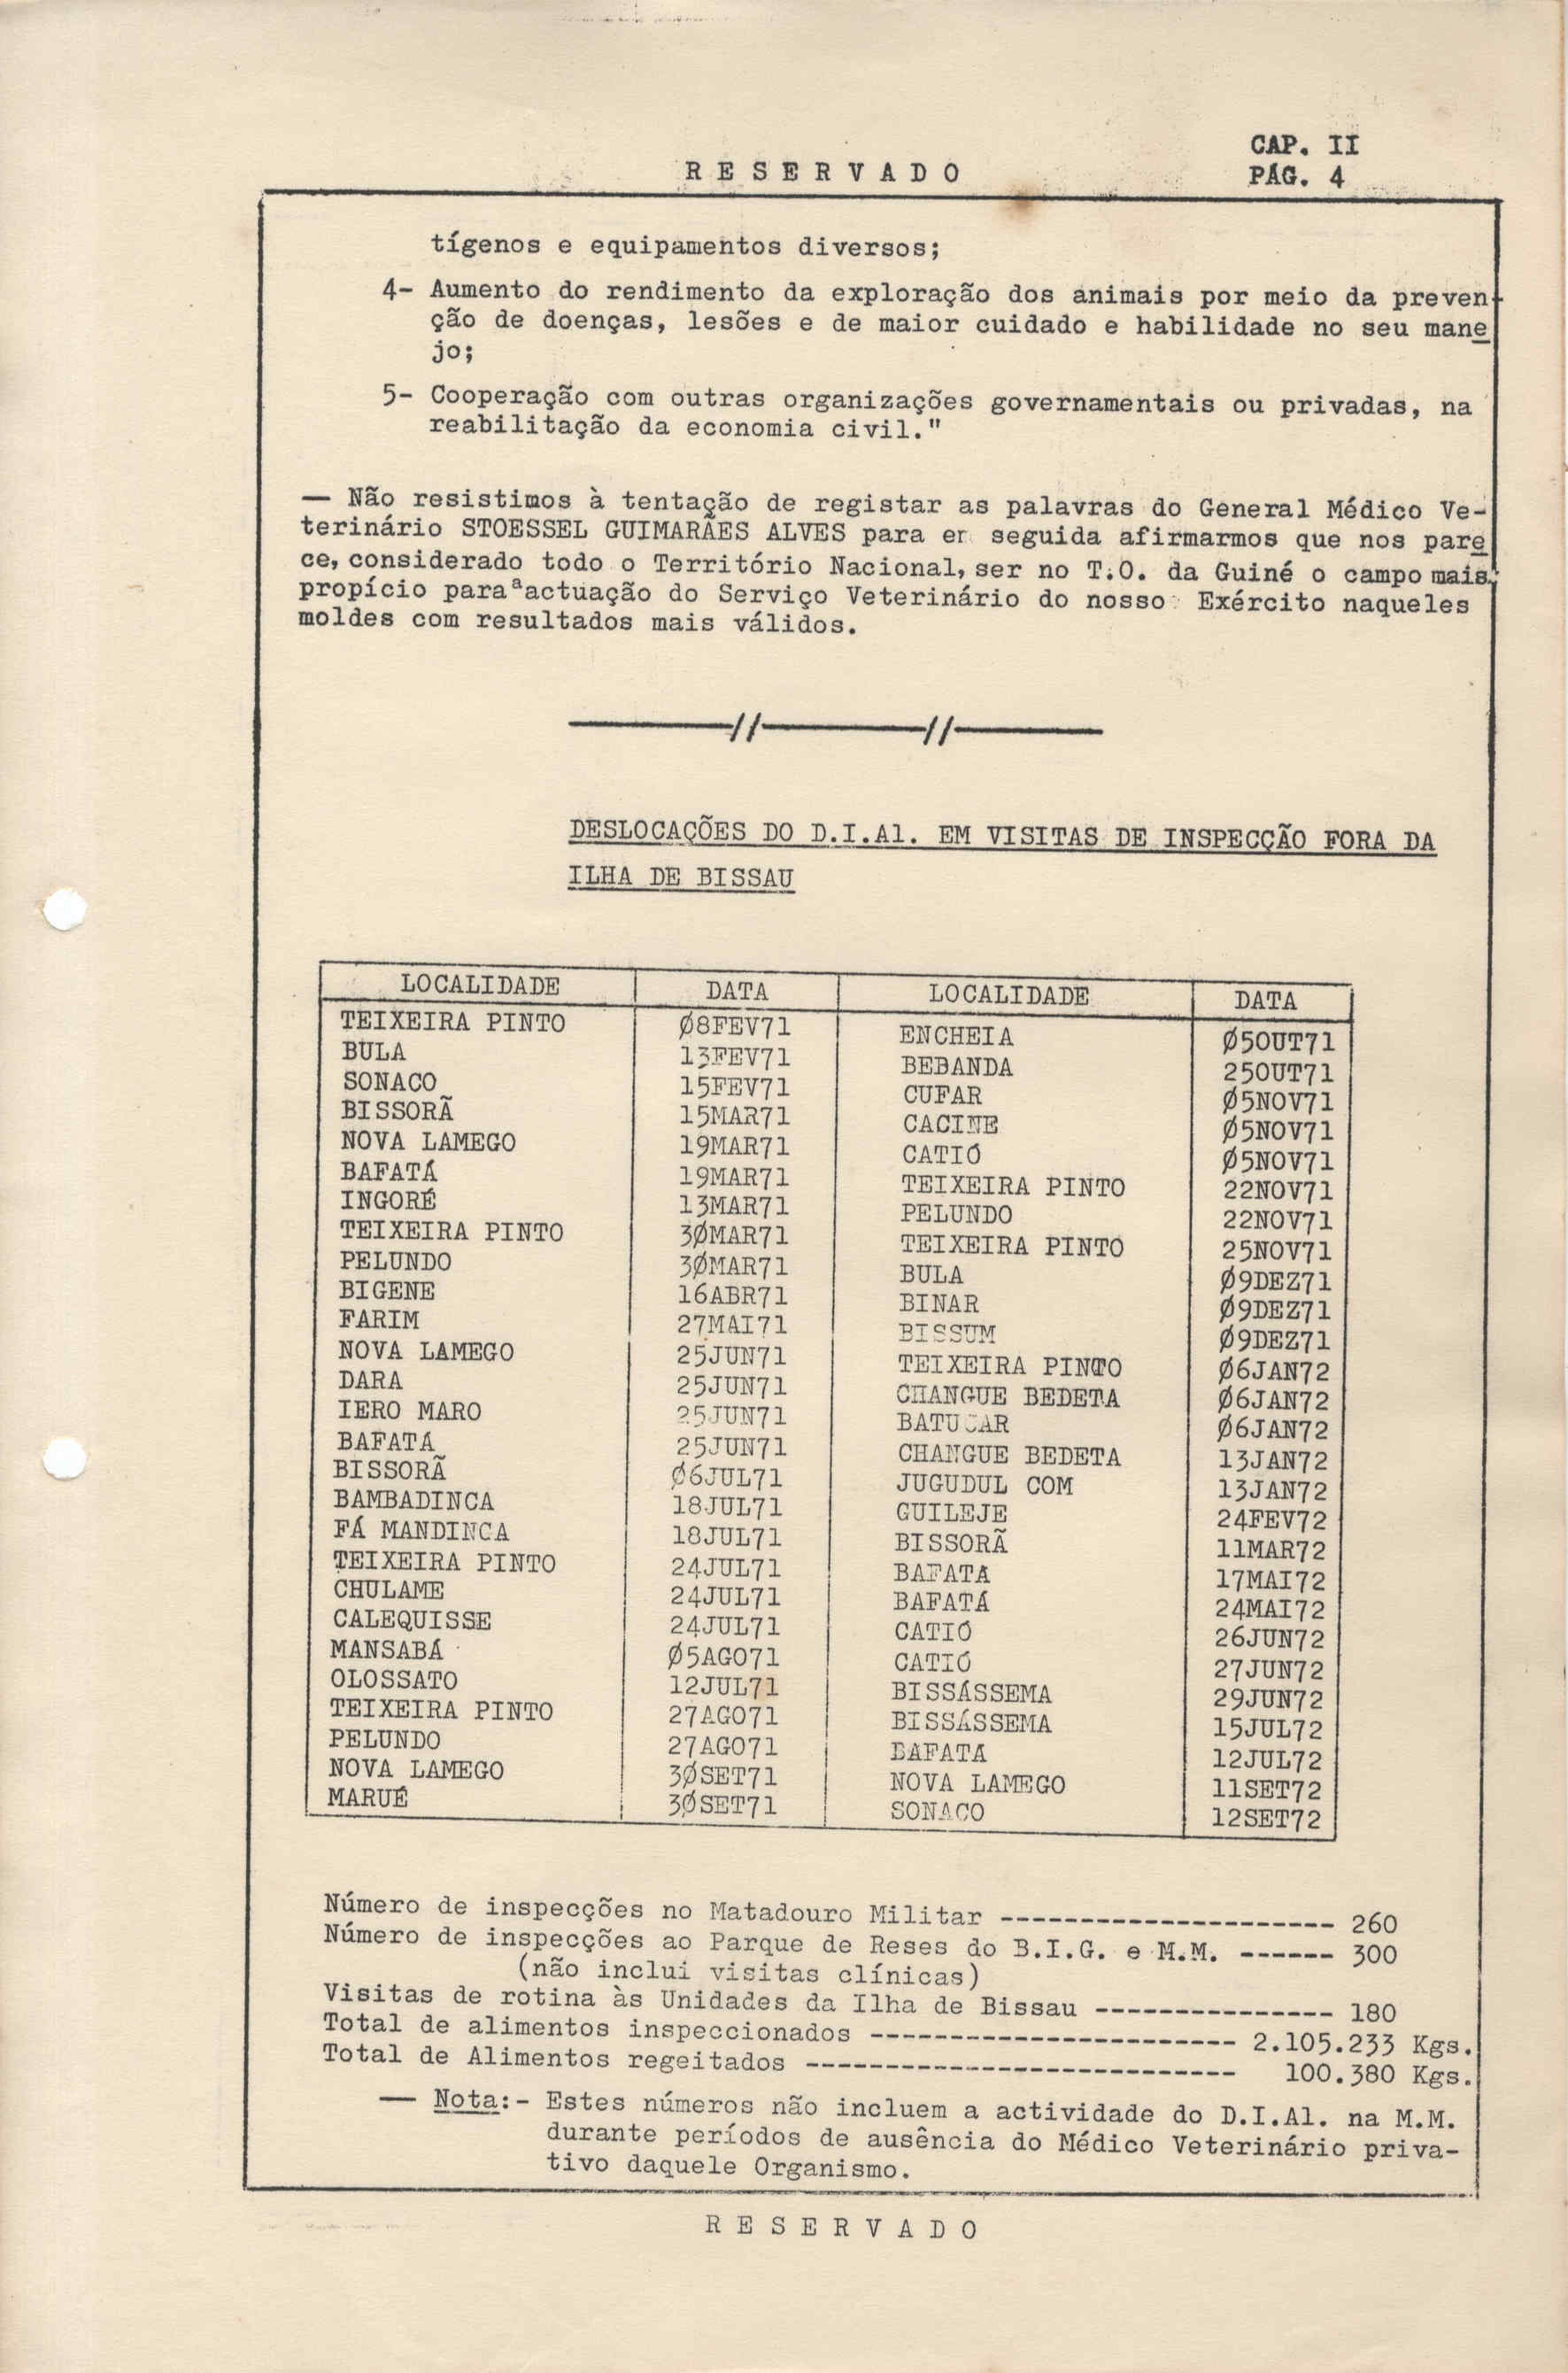 CAP. II
R E S E R V A D O
PÁG. 4
tígenos e equipamentos diversos;
4- Aumento do rendimento da exploração dos animais por meio da preven-
ção de doenças, lesões e de maior cuidado e habilidade no seu mane
jo;
5- Cooperação com outras organizações governamentais ou privadas, na
reabilitação da economia civil."
— Não resistimos à tentação de registar as palavras do General Médico Ve-
terinário STOESSEL GUIMARÃES ALVES para em seguida afirmarmos que nos pare
ce, considerado todo o Território Nacional, ser no T.O. da Guiné o campo mais
propício para a actuação do Serviço Veterinário do nosso Exército naqueles
moldes com resultados mais válidos.
————//————//————
DESLOCAÇÕES DO D.I.Al. EM VISITAS DE INSPECÇÃO FORA DA
ILHA DE BISSAU
LOCALIDADE DATA LOCALIDADE DATA
TEIXEIRA PINTO Ø8FEV71 ENCHEIA Ø5OUT71
BULA 13FEV71 BEBANDA 25OUT71
SONACO 15FEV71 CUFAR Ø5NOV71
BISSORÃ 15MAR71 CACINE Ø5NOV71
NOVA LAMEGO 19MAR71 CATIÓ Ø5NOV71
BAFATÁ 19MAR71 TEIXEIRA PINTO 22NOV71
INGORÉ 13MAR71 PELUNDO 22NOV71
TEIXEIRA PINTO 3ØMAR71 TEIXEIRA PINTO 25NOV71
PELUNDO 3ØMAR71 BULA Ø9DEZ71
BIGENE 16ABR71 BINAR Ø9DEZ71
FARIM 27MAI71 BISSUM Ø9DEZ71
NOVA LAMEGO 25JUN71 TEIXEIRA PINTO Ø6JAN72
DARA 25JUN71 CHANGUE BEDETA Ø6JAN72
IERO MARO 25JUN71 BATUCAR Ø6JAN72
BAFATÁ 25JUN71 CHANGUE BEDETA 13JAN72
BISSORÃ Ø6JUL71 JUGUDUL COM 13JAN72
BAMBADINCA 18JUL71 GUILEJE 24FEV72
FÁ MANDINCA 18JUL71 BISSORÃ 11MAR72
TEIXEIRA PINTO 24JUL71 BAFATÁ 17MAI72
CHULAME 24JUL71 BAFATÁ 24MAI72
CALEQUISSE 24JUL71 CATIÓ 26JUN72
MANSABÁ Ø5AGO71 CATIÓ 27JUN72
OLOSSATO 12JUL71 BISSÁSSEMA 29JUN72
TEIXEIRA PINTO 27AGO71 BISSÁSSEMA 15JUL72
PELUNDO 27AGO71 BAFATÁ 12JUL72
NOVA LAMEGO 3ØSET71 NOVA LAMEGO 11SET72
MARUÉ 3ØSET71 SONACO 12SET72
Número de inspecções no Matadouro Militar --------------------- 260
Número de inspecções ao Parque de Reses do B.I.G. e M.M. ------ 300
(não inclui visitas clínicas)
Visitas de rotina às Unidades da Ilha de Bissau --------------- 180
Total de alimentos inspeccionados ----------------------- 2.105.233 Kgs.
Total de Alimentos regeitados --------------------------- 100.380 Kgs.
— Nota:- Estes números não incluem a actividade do D.I.Al. na M.M.
durante períodos de ausência do Médico Veterinário priva-
tivo daquele Organismo.
R E S E R V A D O